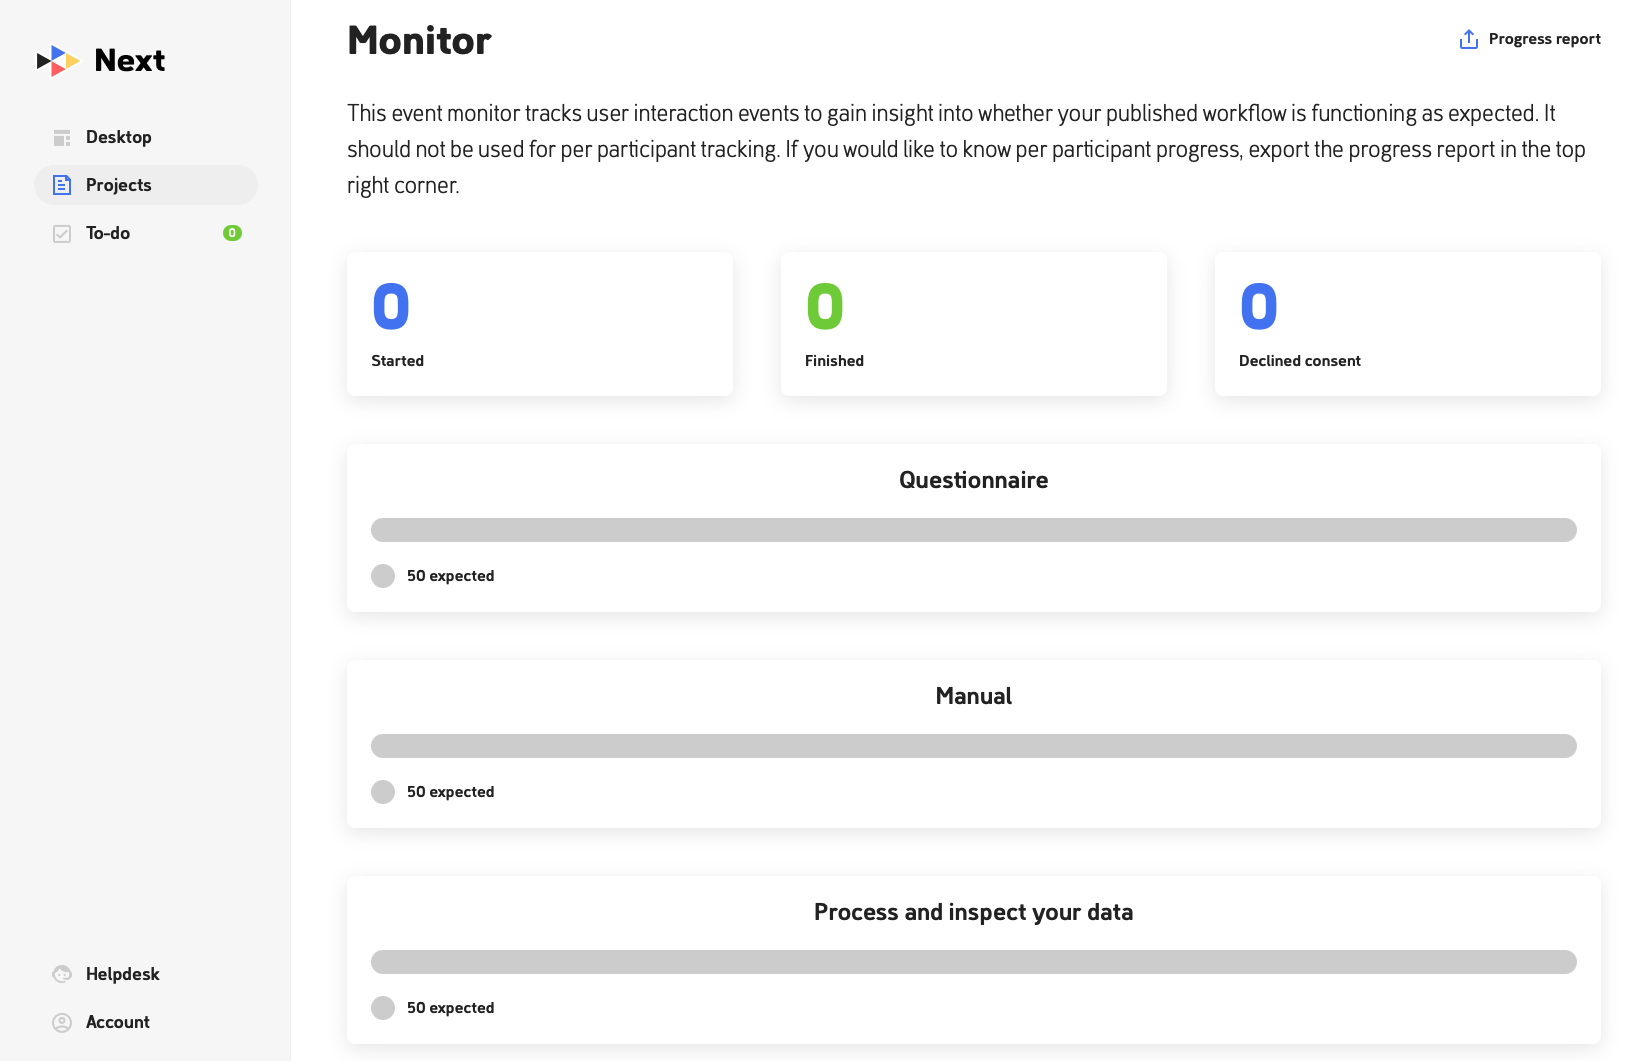 Next
Desktop
Projects
To-do
0
Helpdesk
Account
Monitor
Progress report
This event monitor tracks user interaction events to gain insight into whether your published workflow is functioning as expected. It
should not be used for per participant tracking. If you would like to know per participant progress, export the progress report in the top
right corner.
0
Started
0
Finished
0
Declined consent
Questionnaire
50 expected
Manual
50 expected
Process and inspect your data
50 expected